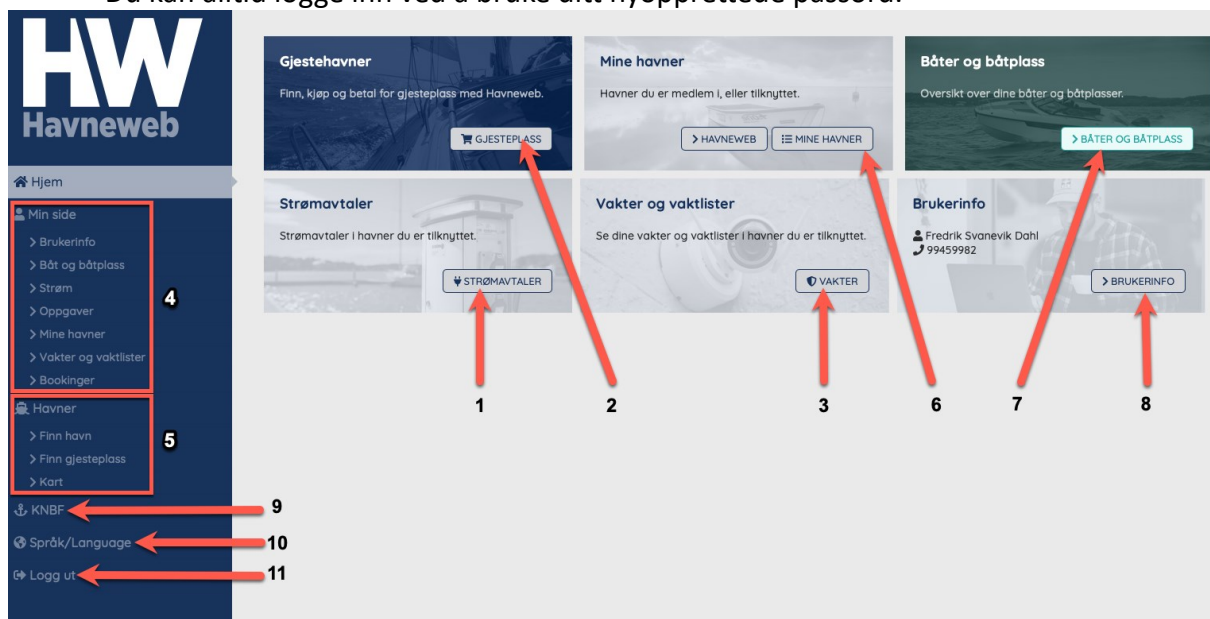 Du kan alltid logge inn ved å bruke ditt nyopprettede passord.
HW
Havneweb
Hjem
Min side
Brukerinfo
Båt og båtplass
Strøm
Oppgaver
Mine havner
Vakter og vaktlister
Bookinger
4
Havner
Finn havn
Finn gjesteplass
Kart
5
KNBF
9
Språk/Language
10
Logg ut
11
Gjestehavner
Finn, kjøp og betal for gjesteplass med Havneweb.
GJESTEPLASS
Mine havner
Havner du er medlem i, eller tilknyttet.
HAVNEWEB MINE HAVNER
Båter og båtplass
Oversikt over dine båter og båtplasser.
BÅTER OG BÅTPLASS
Strømavtaler
Strømavtaler i havner du er tilknyttet.
STRØMAVTALER
Vakter og vaktlister
Se dine vakter og vaktlister i havner du er tilknyttet.
VAKTER
Brukerinfo
Fredrik Svanevik Dahl
99459982
BRUKERINFO
1 2 3 6 7 8